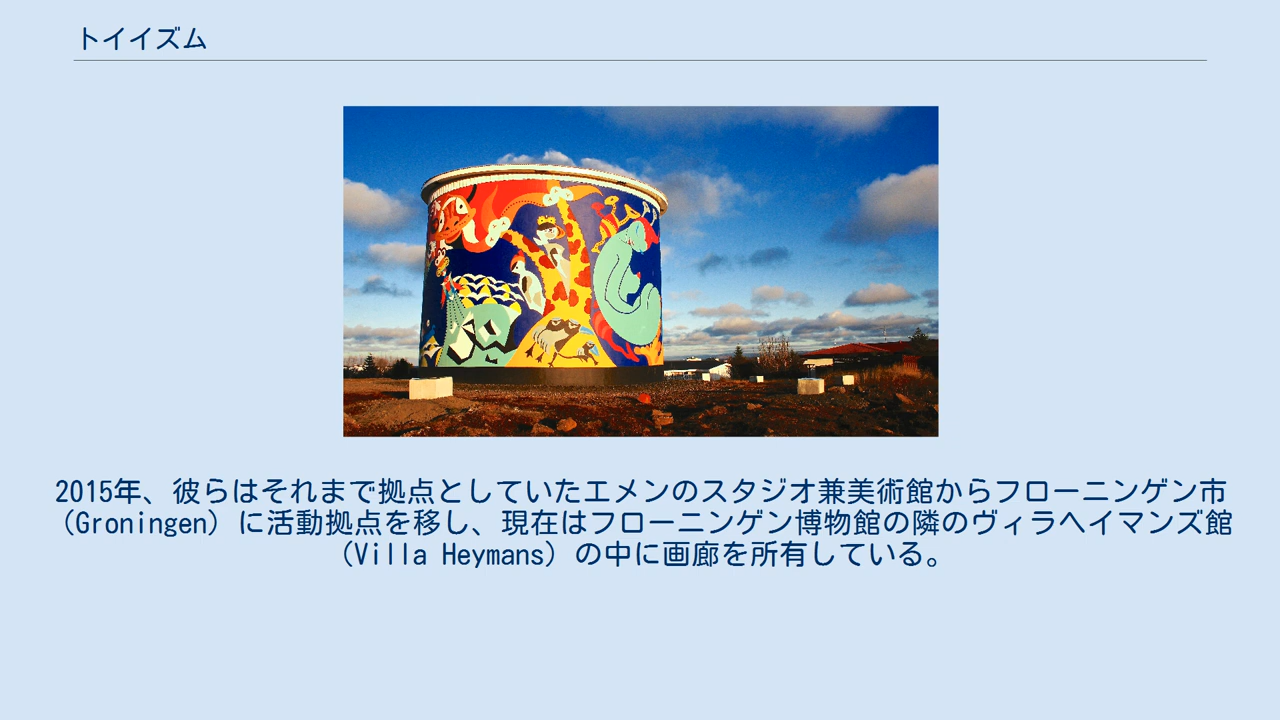 トイイズム
2015年、彼らはそれまで拠点としていたエメンのスタジオ兼美術館からフローニンゲン市
（Groningen）に活動拠点を移し、現在はフローニンゲン博物館の隣のヴィラヘイマンズ館
（Villa Heymans）の中に画廊を所有している。